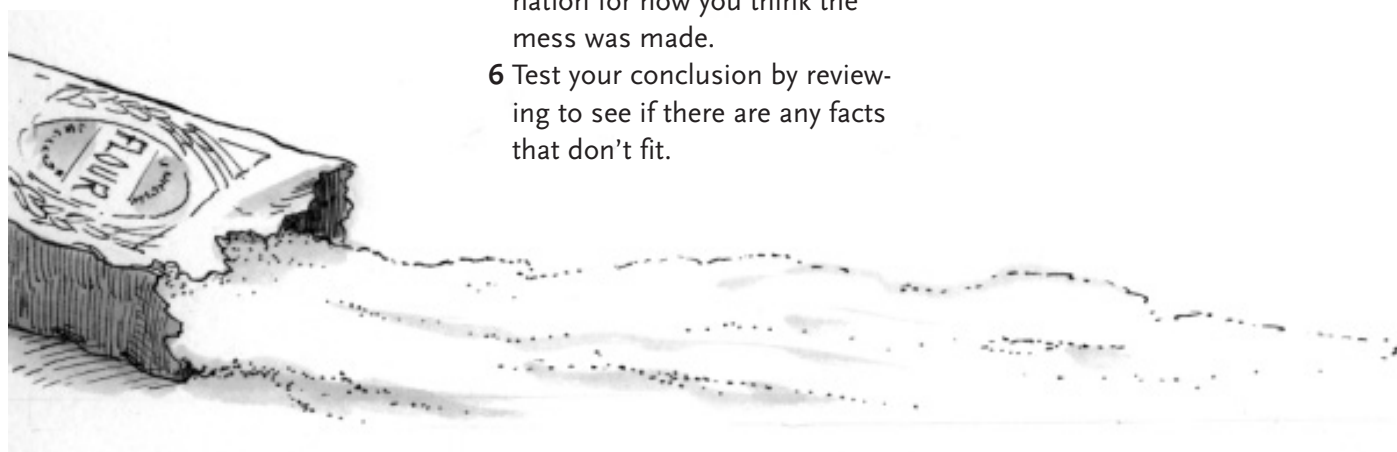 nation for how you think the
mess was made.
6 Test your conclusion by review-
ing to see if there are any facts
that don't fit.
FLOUR